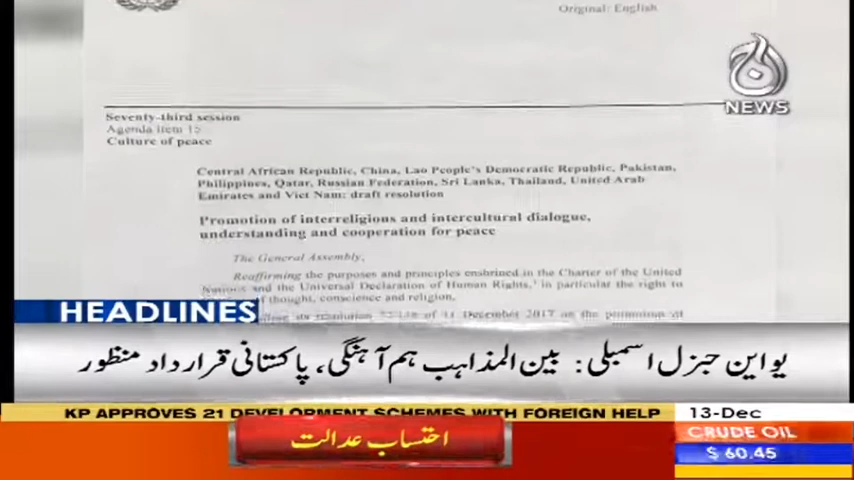 Original: English
NEWS
Seventy-third session
Agenda item 15
Culture of peace
Central African Republic, China, Lao People's Democratic Republic, Pakistan,
Philippines, Qatar, Russian Federation, Sri Lanka, Thailand, United Arab
Emirates and Viet Nam: draft resolution
Promotion of interreligious and intercultural dialogue,
understanding and cooperation for peace
The General Assembly,
Reaffirming the purposes and principles enshrined in the Charter of the United
Nations and the Universal Declaration of Human Rights,¹ in particular the right to
of thought, conscience and religion,
its resolution of 11 December 2017 on the promotion of
HEADLINES
یو این جنرل اسمبلی: بین المذاہب ہم آہنگی، پاکستانی قرارداد منظور
KP APPROVES 21 DEVELOPMENT SCHEMES WITH FOREIGN HELP
13-Dec
احتساب عدالت
CRUDE OIL
$ 60.45